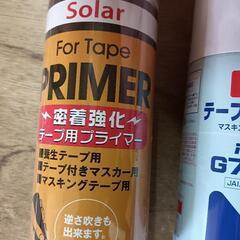 Solar
For Tape
PRIMER
密着強化
テープ用プライマー
養生テープ用
テープ付きマスカー用
マスキングテープ用
逆さ吹きも
出来ます。
テープ
マスキン
G7
JAI